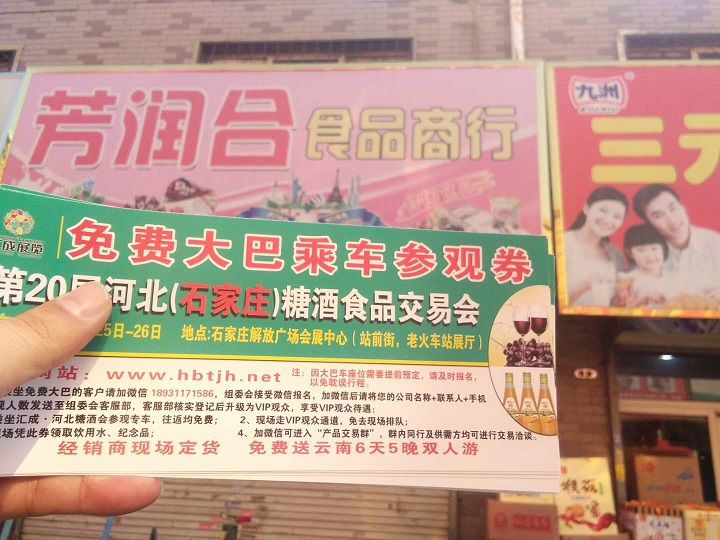 芳润合 食品商行
九洲
三元
成展览
免费大巴乘车参观券
第20届河北(石家庄)糖酒食品交易会
5日-26日 地点:石家庄解放广场会展中心（站前街，老火车站展厅）
网站：www.hbtjh.net 注：因大巴车座位需要提前预定，请及时报名，
以免耽误行程。
乘坐免费大巴的客户请加微信 18931171586，组委会接受微信报名，加微信后请将您的公司名称+联系人+手机
观人数发送至组委会客服部，客服部核实登记后升级为VIP观众，享受VIP观众待遇：
乘坐汇成·河北糖酒会参观专车，往返均免费； 2、现场走VIP观众通道，免去现场排队；
现场凭此券领取饮用水、纪念品； 4、加微信可进入“产品交易群”，群内同行及供需方均可进行交易洽谈。
经销商现场定货 免费送云南6天5晚双人游